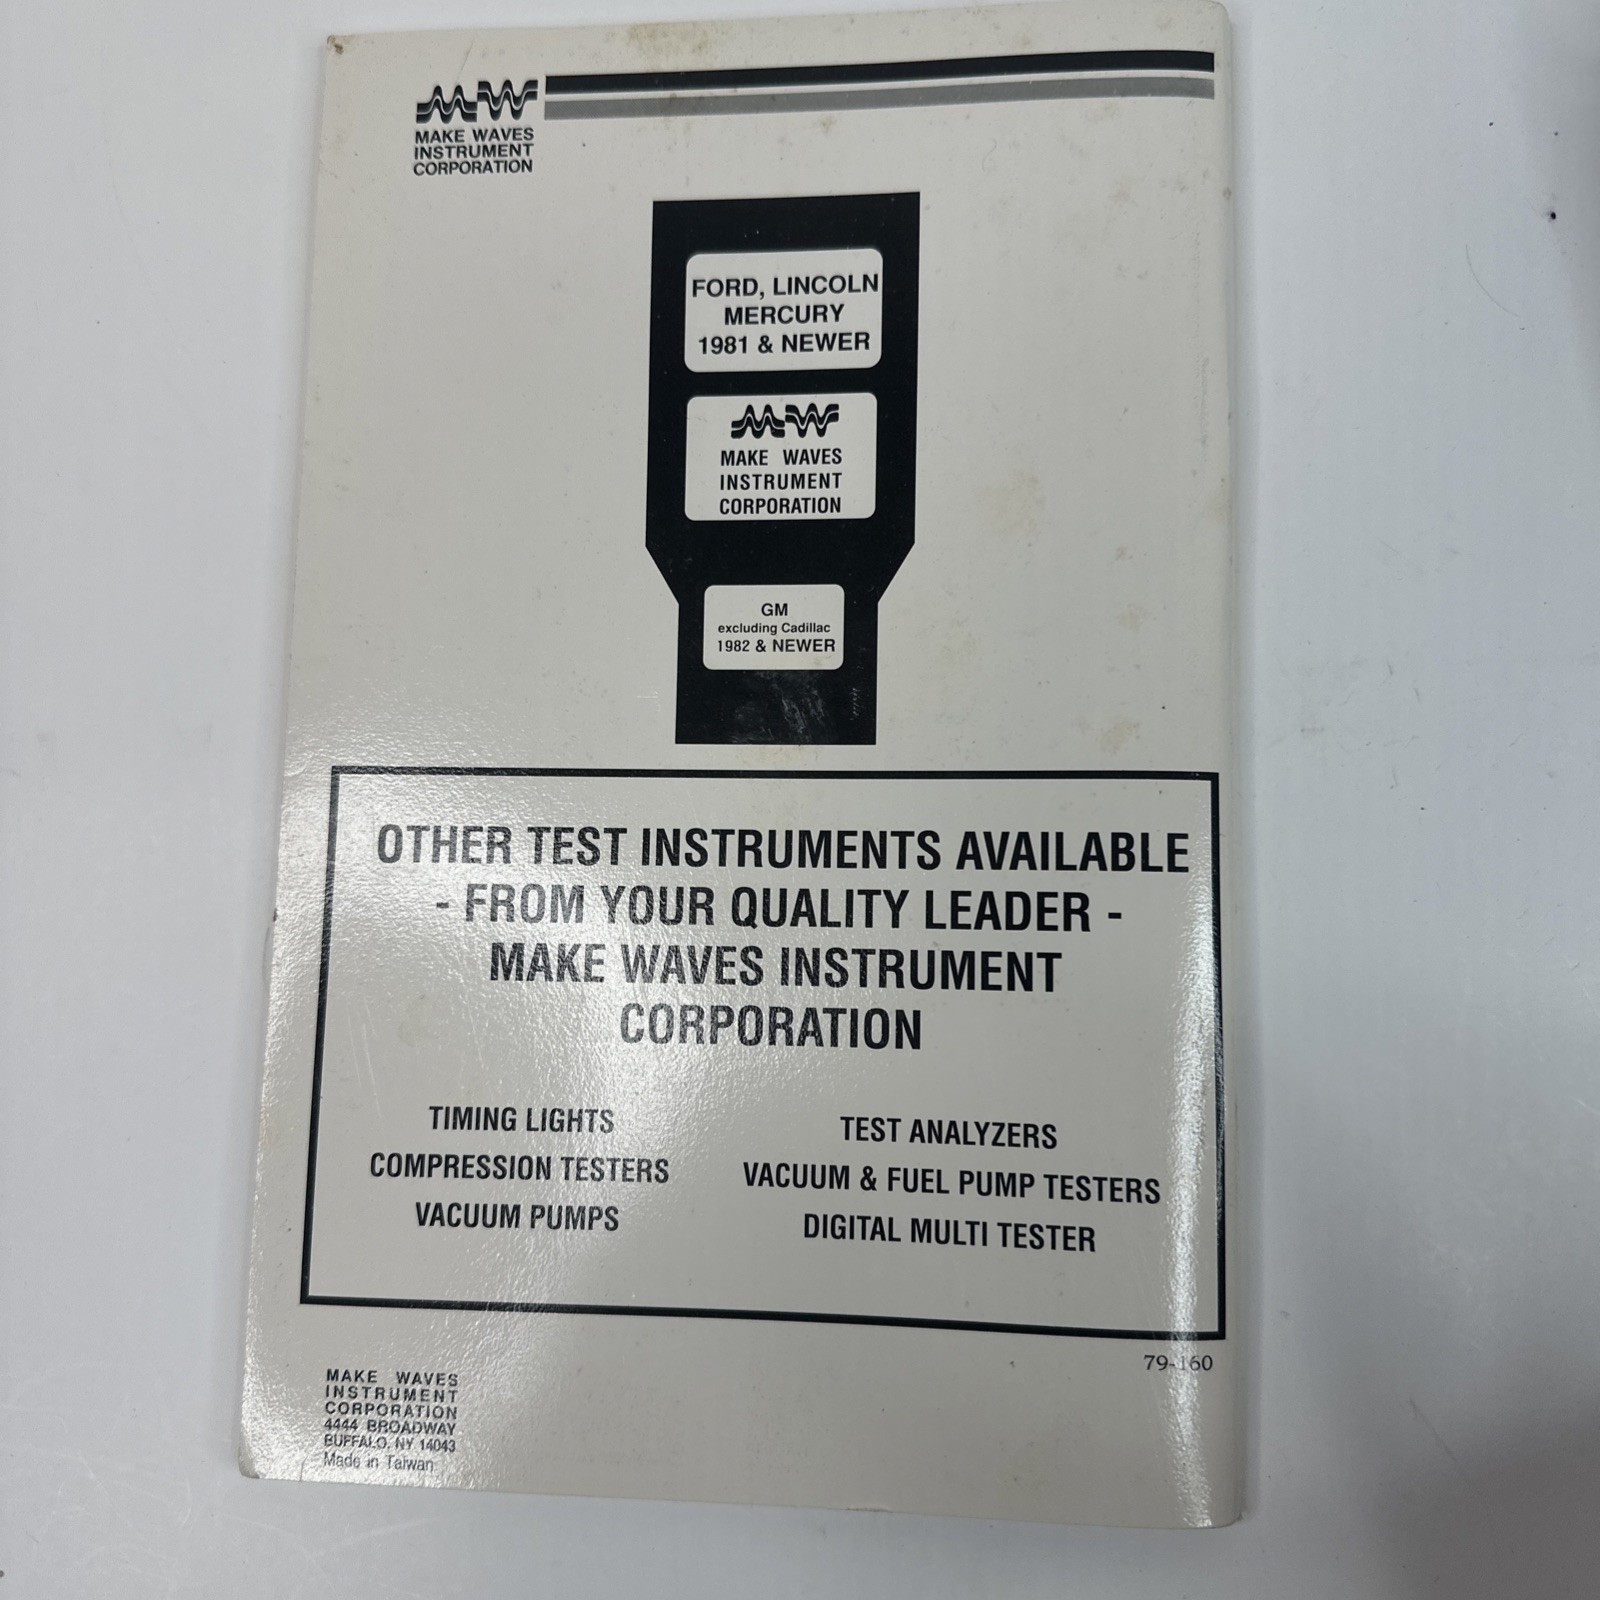 MW
MAKE WAVES
INSTRUMENT
CORPORATION
FORD, LINCOLN
MERCURY
1981 & NEWER
MW
MAKE WAVES
INSTRUMENT
CORPORATION
GM
excluding Cadillac
1982 & NEWER
OTHER TEST INSTRUMENTS AVAILABLE
- FROM YOUR QUALITY LEADER -
MAKE WAVES INSTRUMENT
CORPORATION
TIMING LIGHTS
COMPRESSION TESTERS
VACUUM PUMPS
TEST ANALYZERS
VACUUM & FUEL PUMP TESTERS
DIGITAL MULTI TESTER
79-160
MAKE WAVES
INSTRUMENT
CORPORATION
4444 BROADWAY
BUFFALO, NY 14043
Made in Taiwan